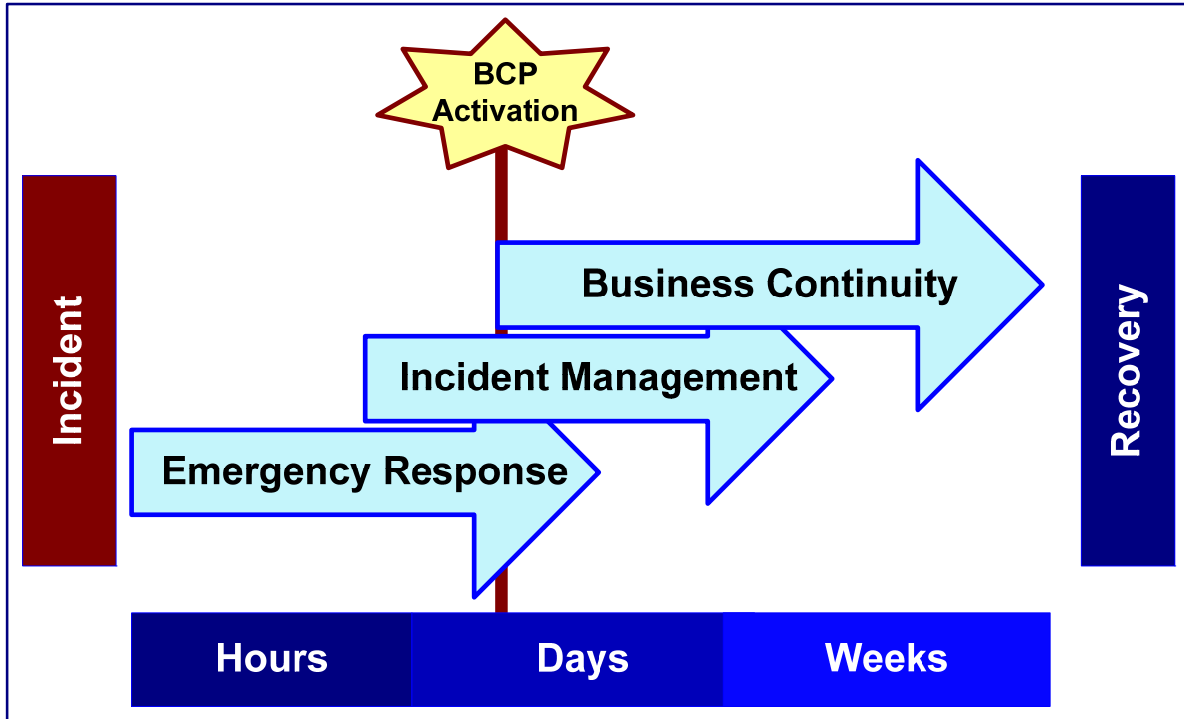 BCP
Activation
Incident
Business Continuity
Incident Management
Emergency Response
Recovery
Hours
Days
Weeks